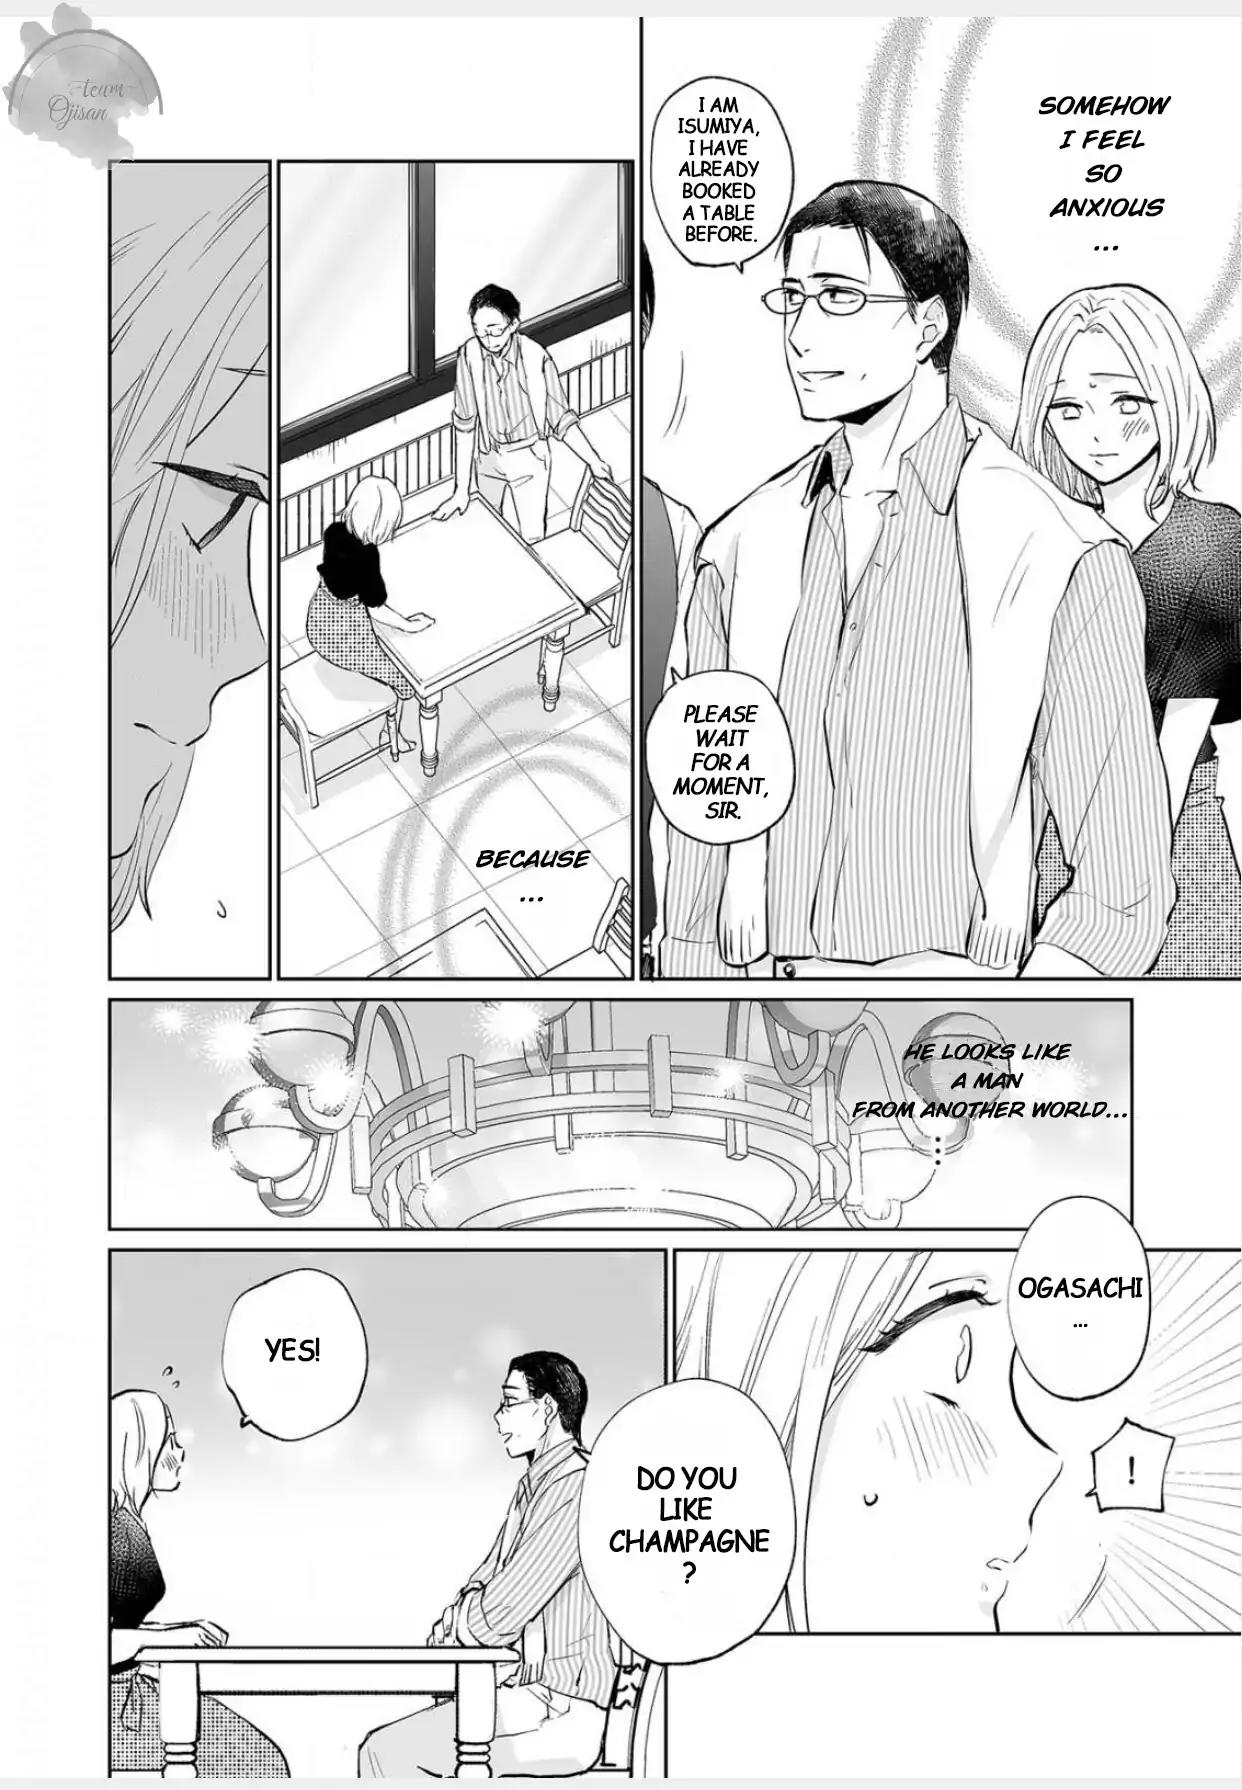 team
Ojisan
SOMEHOW
I FEEL
SO
ANXIOUS
...
I AM
ISUMIYA,
I HAVE
ALREADY
BOOKED
A TABLE
BEFORE.
PLEASE
WAIT
FOR A
MOMENT,
SIR.
BECAUSE
...
HE LOOKS LIKE
A MAN
FROM ANOTHER WORLD...
OGASACHI
...
!
DO YOU
LIKE
CHAMPAGNE
?
YES!